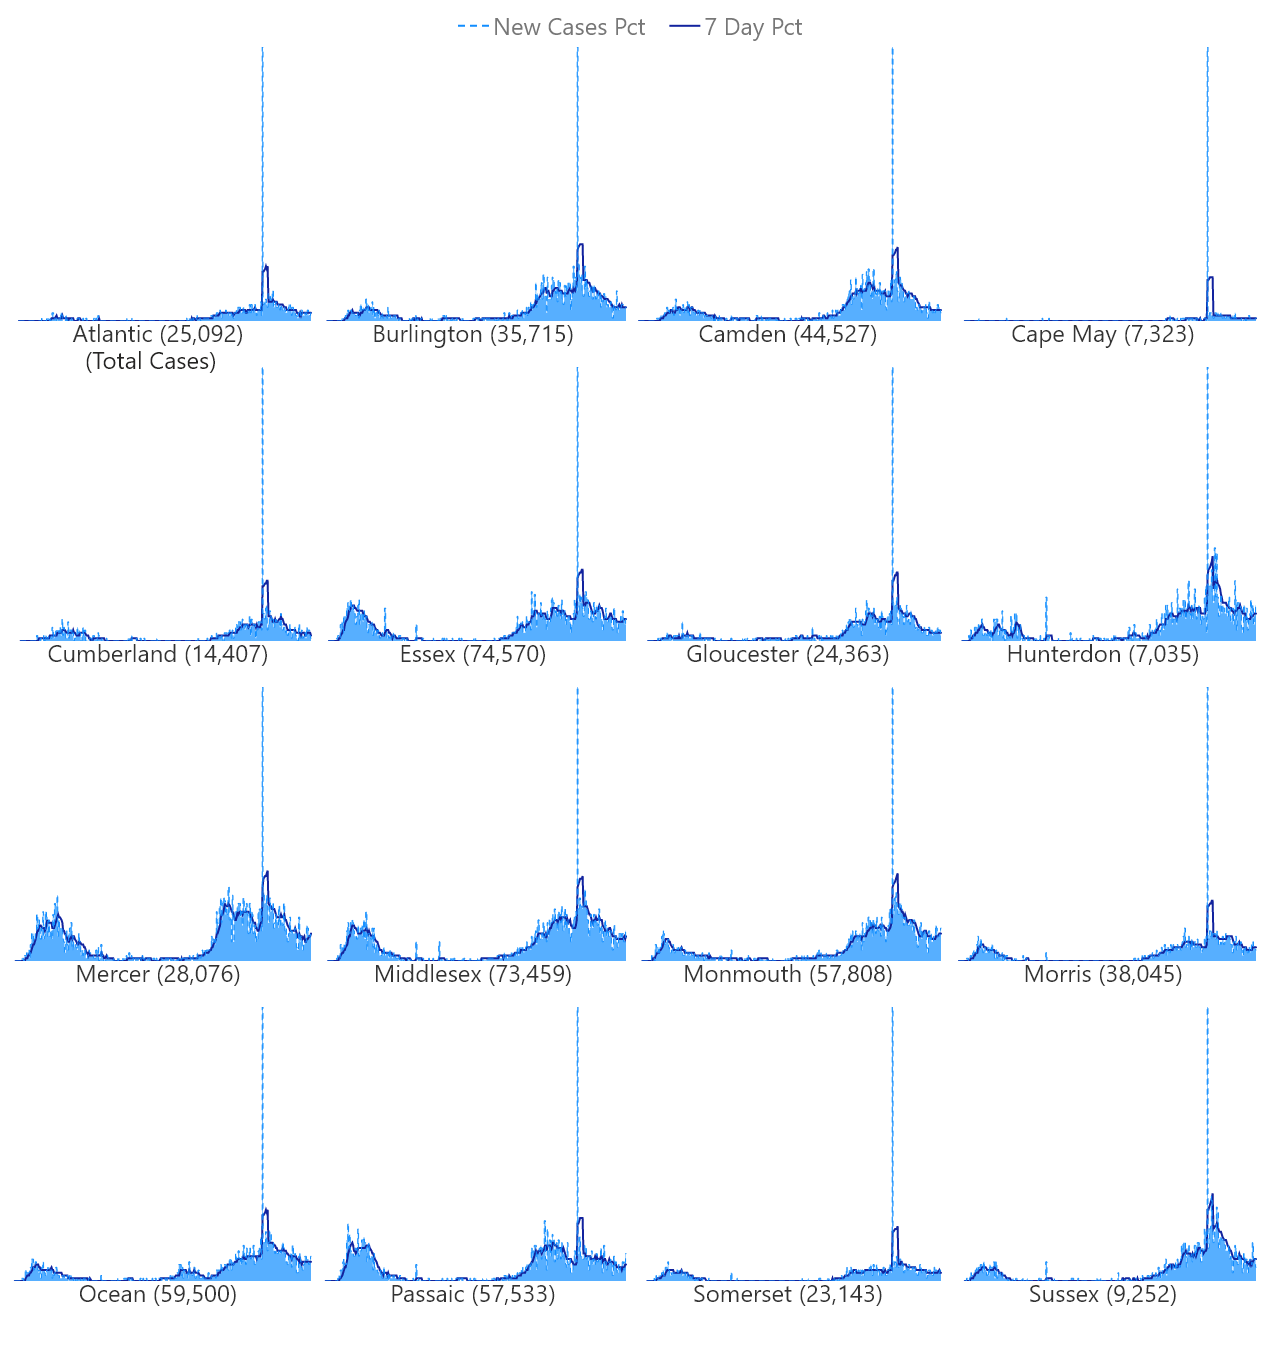 New Cases Pct 7 Day Pct
Atlantic (25,092) Burlington (35,715) Camden (44,527) Cape May (7,323)
(Total Cases)
Cumberland (14,407) Essex (74,570) Gloucester (24,363) Hunterdon (7,035)
Mercer (28,076) Middlesex (73,459) Monmouth (57,808) Morris (38,045)
Ocean (59,500) Passaic (57,533) Somerset (23,143) Sussex (9,252)